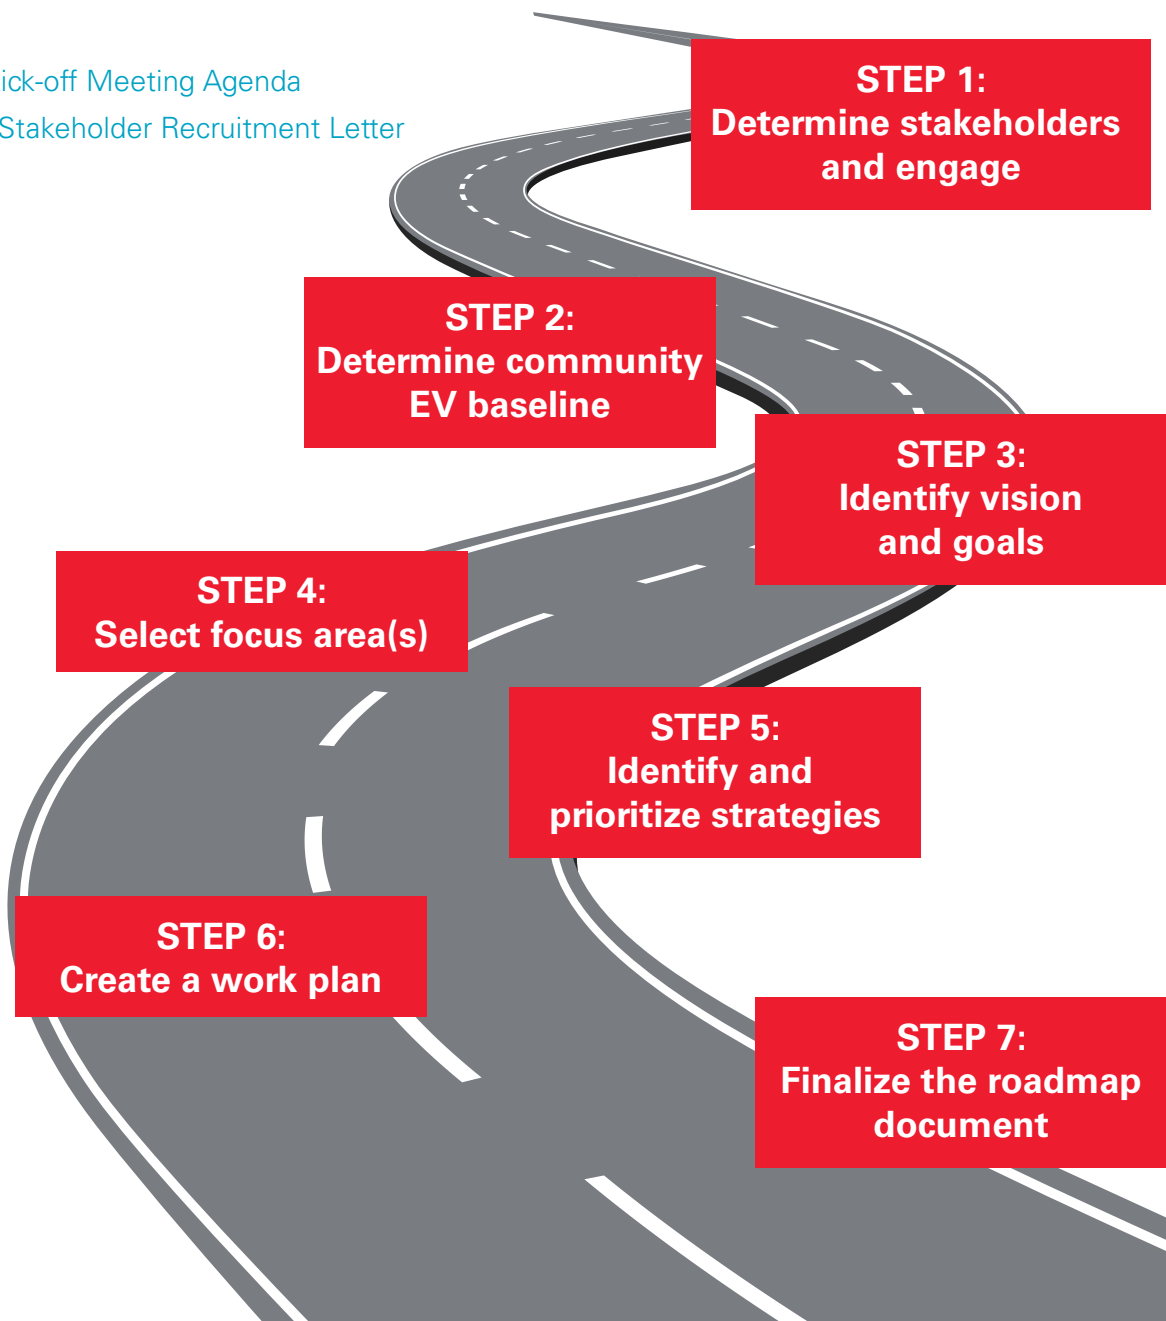 ick-off Meeting Agenda
Stakeholder Recruitment Letter
STEP 1:
Determine stakeholders
and engage
STEP 2:
Determine community
EV baseline
STEP 3:
Identify vision
and goals
STEP 4:
Select focus area(s)
STEP 5:
Identify and
prioritize strategies
STEP 6:
Create a work plan
STEP 7:
Finalize the roadmap
document